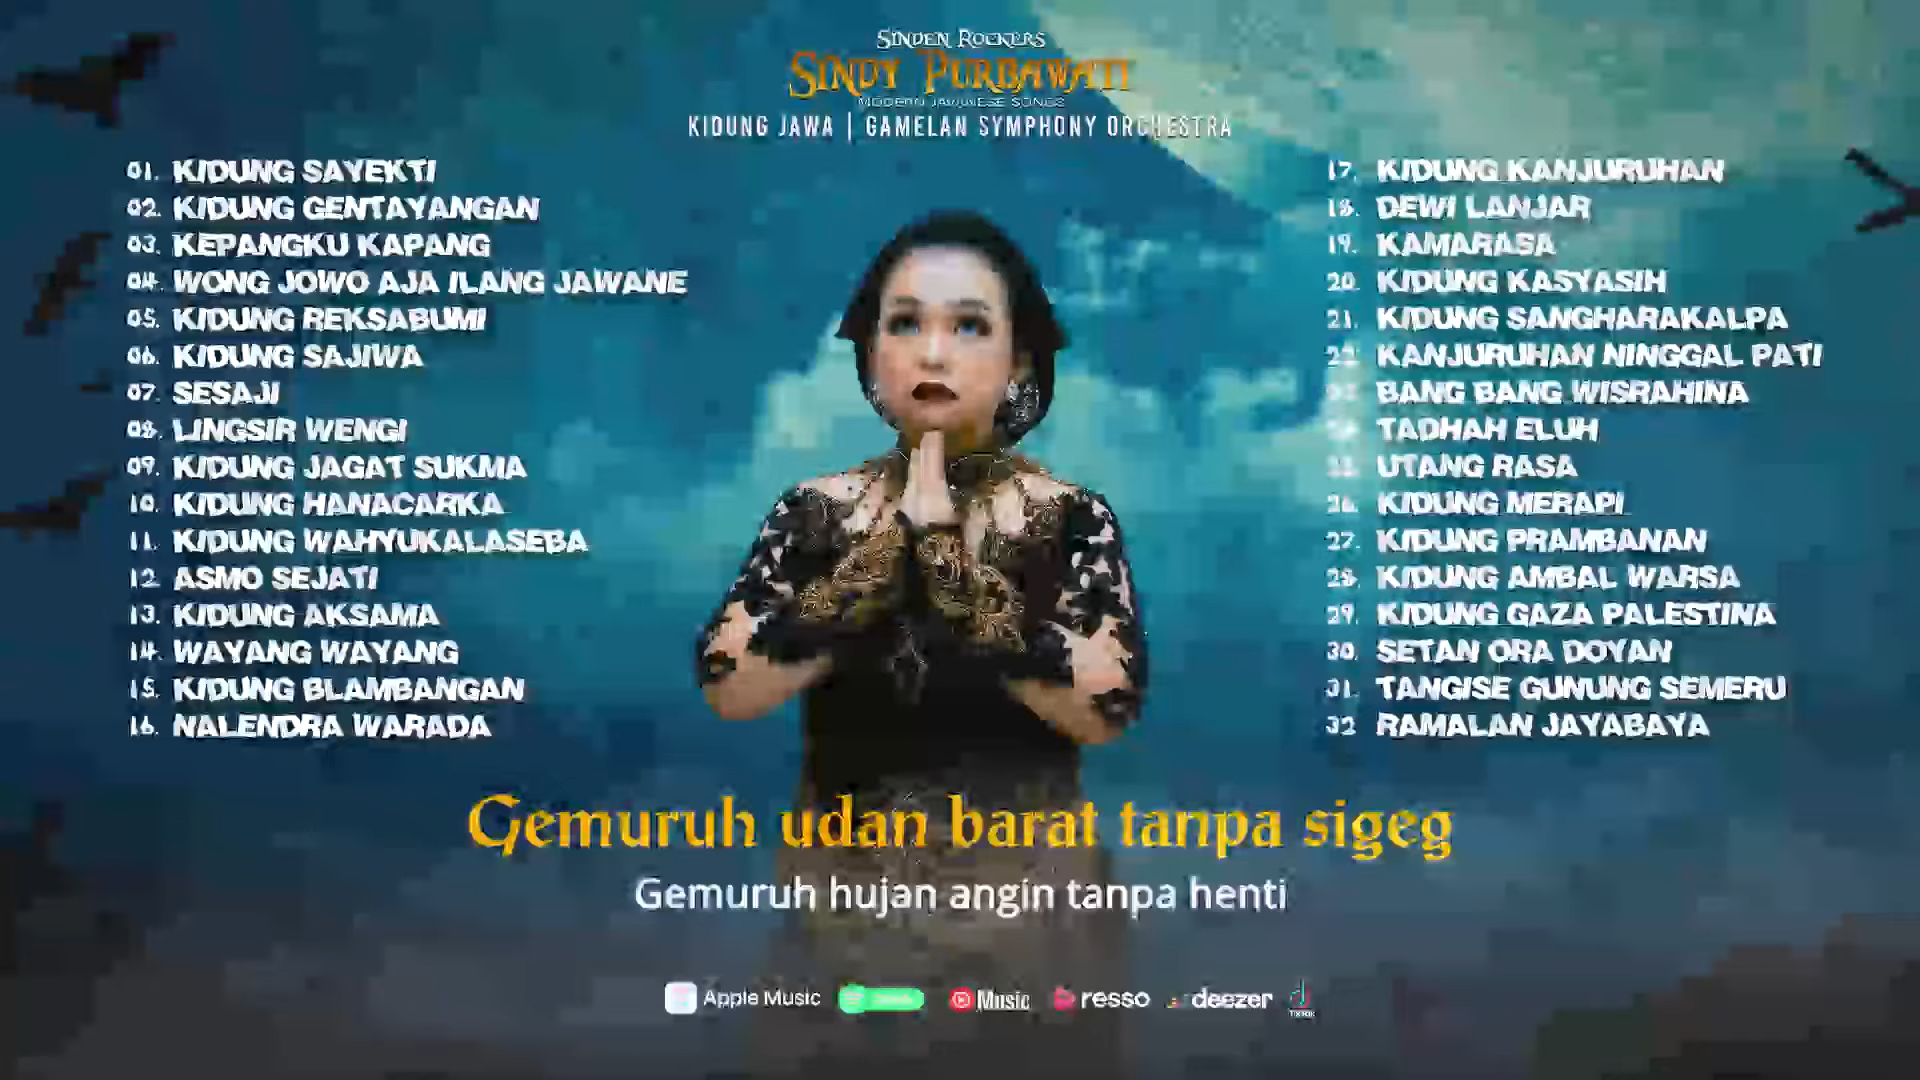 SINDEN ROCKERS
SINDY PURBAWATI
MODERN JAVANESE SONGS
KIDUNG JAWA | GAMELAN SYMPHONY ORCHESTRA
01. KIDUNG SAYEKTI
02. KIDUNG GENTAYANGAN
03. KEPANGKU KAPANG
04. WONG JOWO AJA ILANG JAWANE
05. KIDUNG REKSABUMI
06. KIDUNG SAJIWA
07. SESAJI
08. LINGSIR WENGI
09. KIDUNG JAGAT SUKMA
10. KIDUNG HANACARKA
11. KIDUNG WAHYUKALASEBA
12. ASMO SEJATI
13. KIDUNG AKSAMA
14. WAYANG WAYANG
15. KIDUNG BLAMBANGAN
16. NALENDRA WARADA
17. KIDUNG KANJURUHAN
18. DEWI LANJAR
19. KAMARASA
20. KIDUNG KASYASIH
21. KIDUNG SANGHARAKALPA
22. KANJURUHAN NINGGAL PATI
BANG BANG WISRAHINA
TADHAH ELUH
UTANG RASA
26. KIDUNG MERAPI
27. KIDUNG PRAMBANAN
28. KIDUNG AMBAL WARSA
29. KIDUNG GAZA PALESTINA
30. SETAN ORA DOYAN
31. TANGISE GUNUNG SEMERU
32 RAMALAN JAYABAYA
Gemuruh udan barat tanpa sigeg
Gemuruh hujan angin tanpa henti
Apple Music
Music
resso
deezer